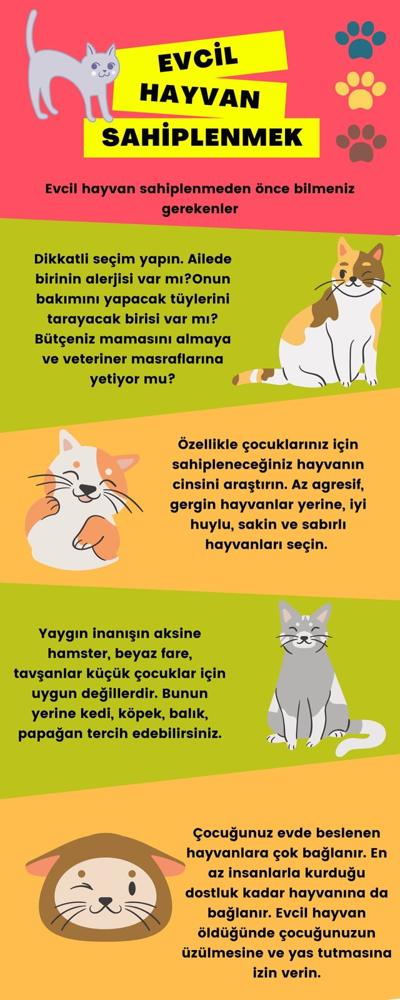 EVCİL
HAYVAN
SAHİPLENMEK
Evcil hayvan sahiplenmeden önce bilmeniz
gerekenler
Dikkatli seçim yapın. Ailede
birinin alerjisi var mı?Onun
bakımını yapacak tüylerini
tarayacak birisi var mı?
Bütçeniz mamasını almaya
ve veteriner masraflarına
yetiyor mu?
Özellikle çocuklarınız için
sahipleneceğiniz hayvanın
cinsini araştırın. Az agresif,
gergin hayvanlar yerine, iyi
huylu, sakin ve sabırlı
hayvanları seçin.
Yaygın inanışın aksine
hamster, beyaz fare,
tavşanlar küçük çocuklar için
uygun değillerdir. Bunun
yerine kedi, köpek, balık,
papağan tercih edebilirsiniz.
Çocuğunuz evde beslenen
hayvanlara çok bağlanır. En
az insanlarla kurduğu
dostluk kadar hayvanına da
bağlanır. Evcil hayvan
öldüğünde çocuğunuzun
üzülmesine ve yas tutmasına
izin verin.